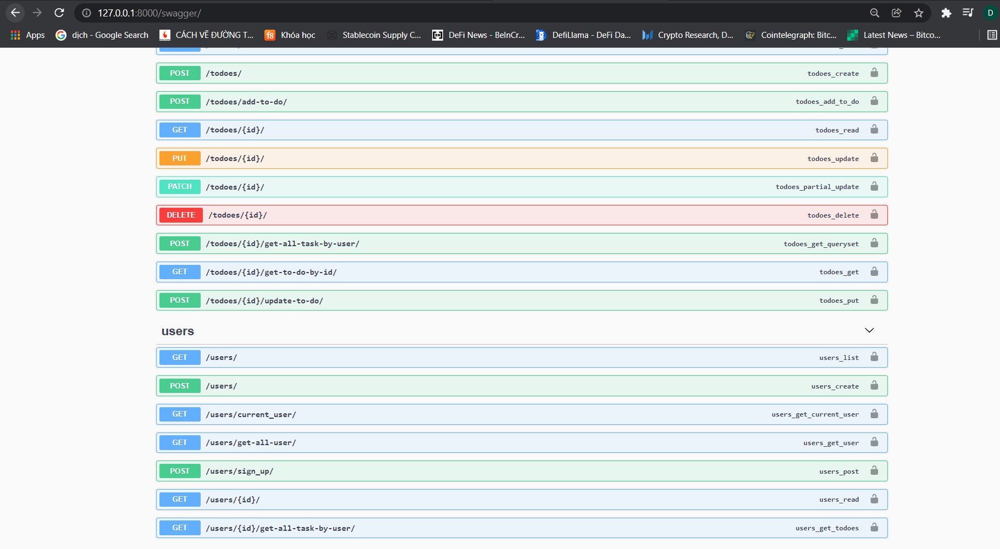 127.0.0.1:8000/swagger/
D
Apps
dịch - Google Search
CÁCH VẼ ĐƯỜNG T...
f8 Khóa học
Stablecoin Supply C...
DeFi News - BeInCr...
DefiLlama - DeFi Da...
Crypto Research, D...
Cointelegraph: Bitc...
Latest News – Bitco...
POST /todoes/ todoes_create
POST /todoes/add-to-do/ todoes_add_to_do
GET /todoes/{id}/ todoes_read
PUT /todoes/{id}/ todoes_update
PATCH /todoes/{id}/ todoes_partial_update
DELETE /todoes/{id}/ todoes_delete
POST /todoes/{id}/get-all-task-by-user/ todoes_get_queryset
GET /todoes/{id}/get-to-do-by-id/ todoes_get
POST /todoes/{id}/update-to-do/ todoes_put
users
GET /users/ users_list
POST /users/ users_create
GET /users/current_user/ users_get_current_user
GET /users/get-all-user/ users_get_user
POST /users/sign_up/ users_post
GET /users/{id}/ users_read
GET /users/{id}/get-all-task-by-user/ users_get_todoes